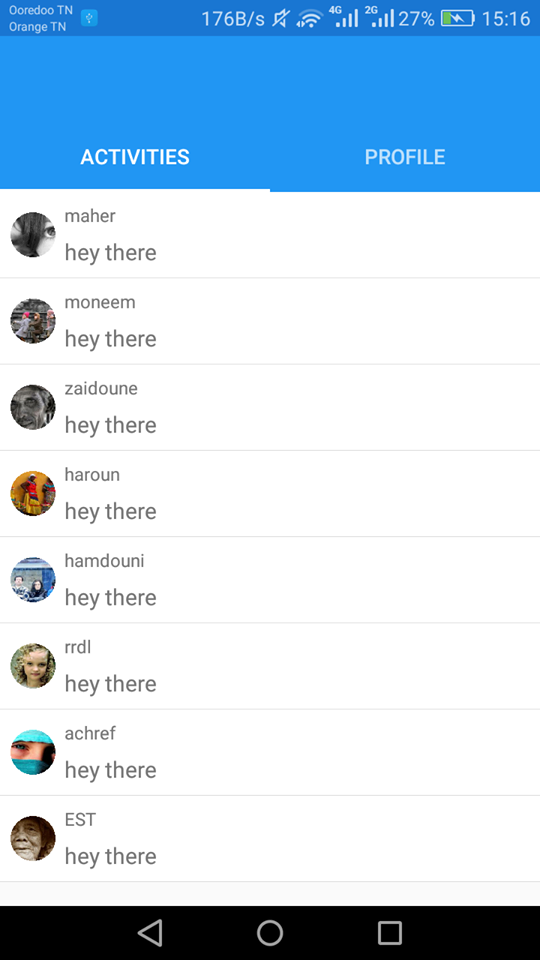 Ooredoo TN
Orange TN
176B/s 4G 2G 27% 15:16
ACTIVITIES PROFILE
maher
hey there
moneem
hey there
zaidoune
hey there
haroun
hey there
hamdouni
hey there
rrdl
hey there
achref
hey there
EST
hey there